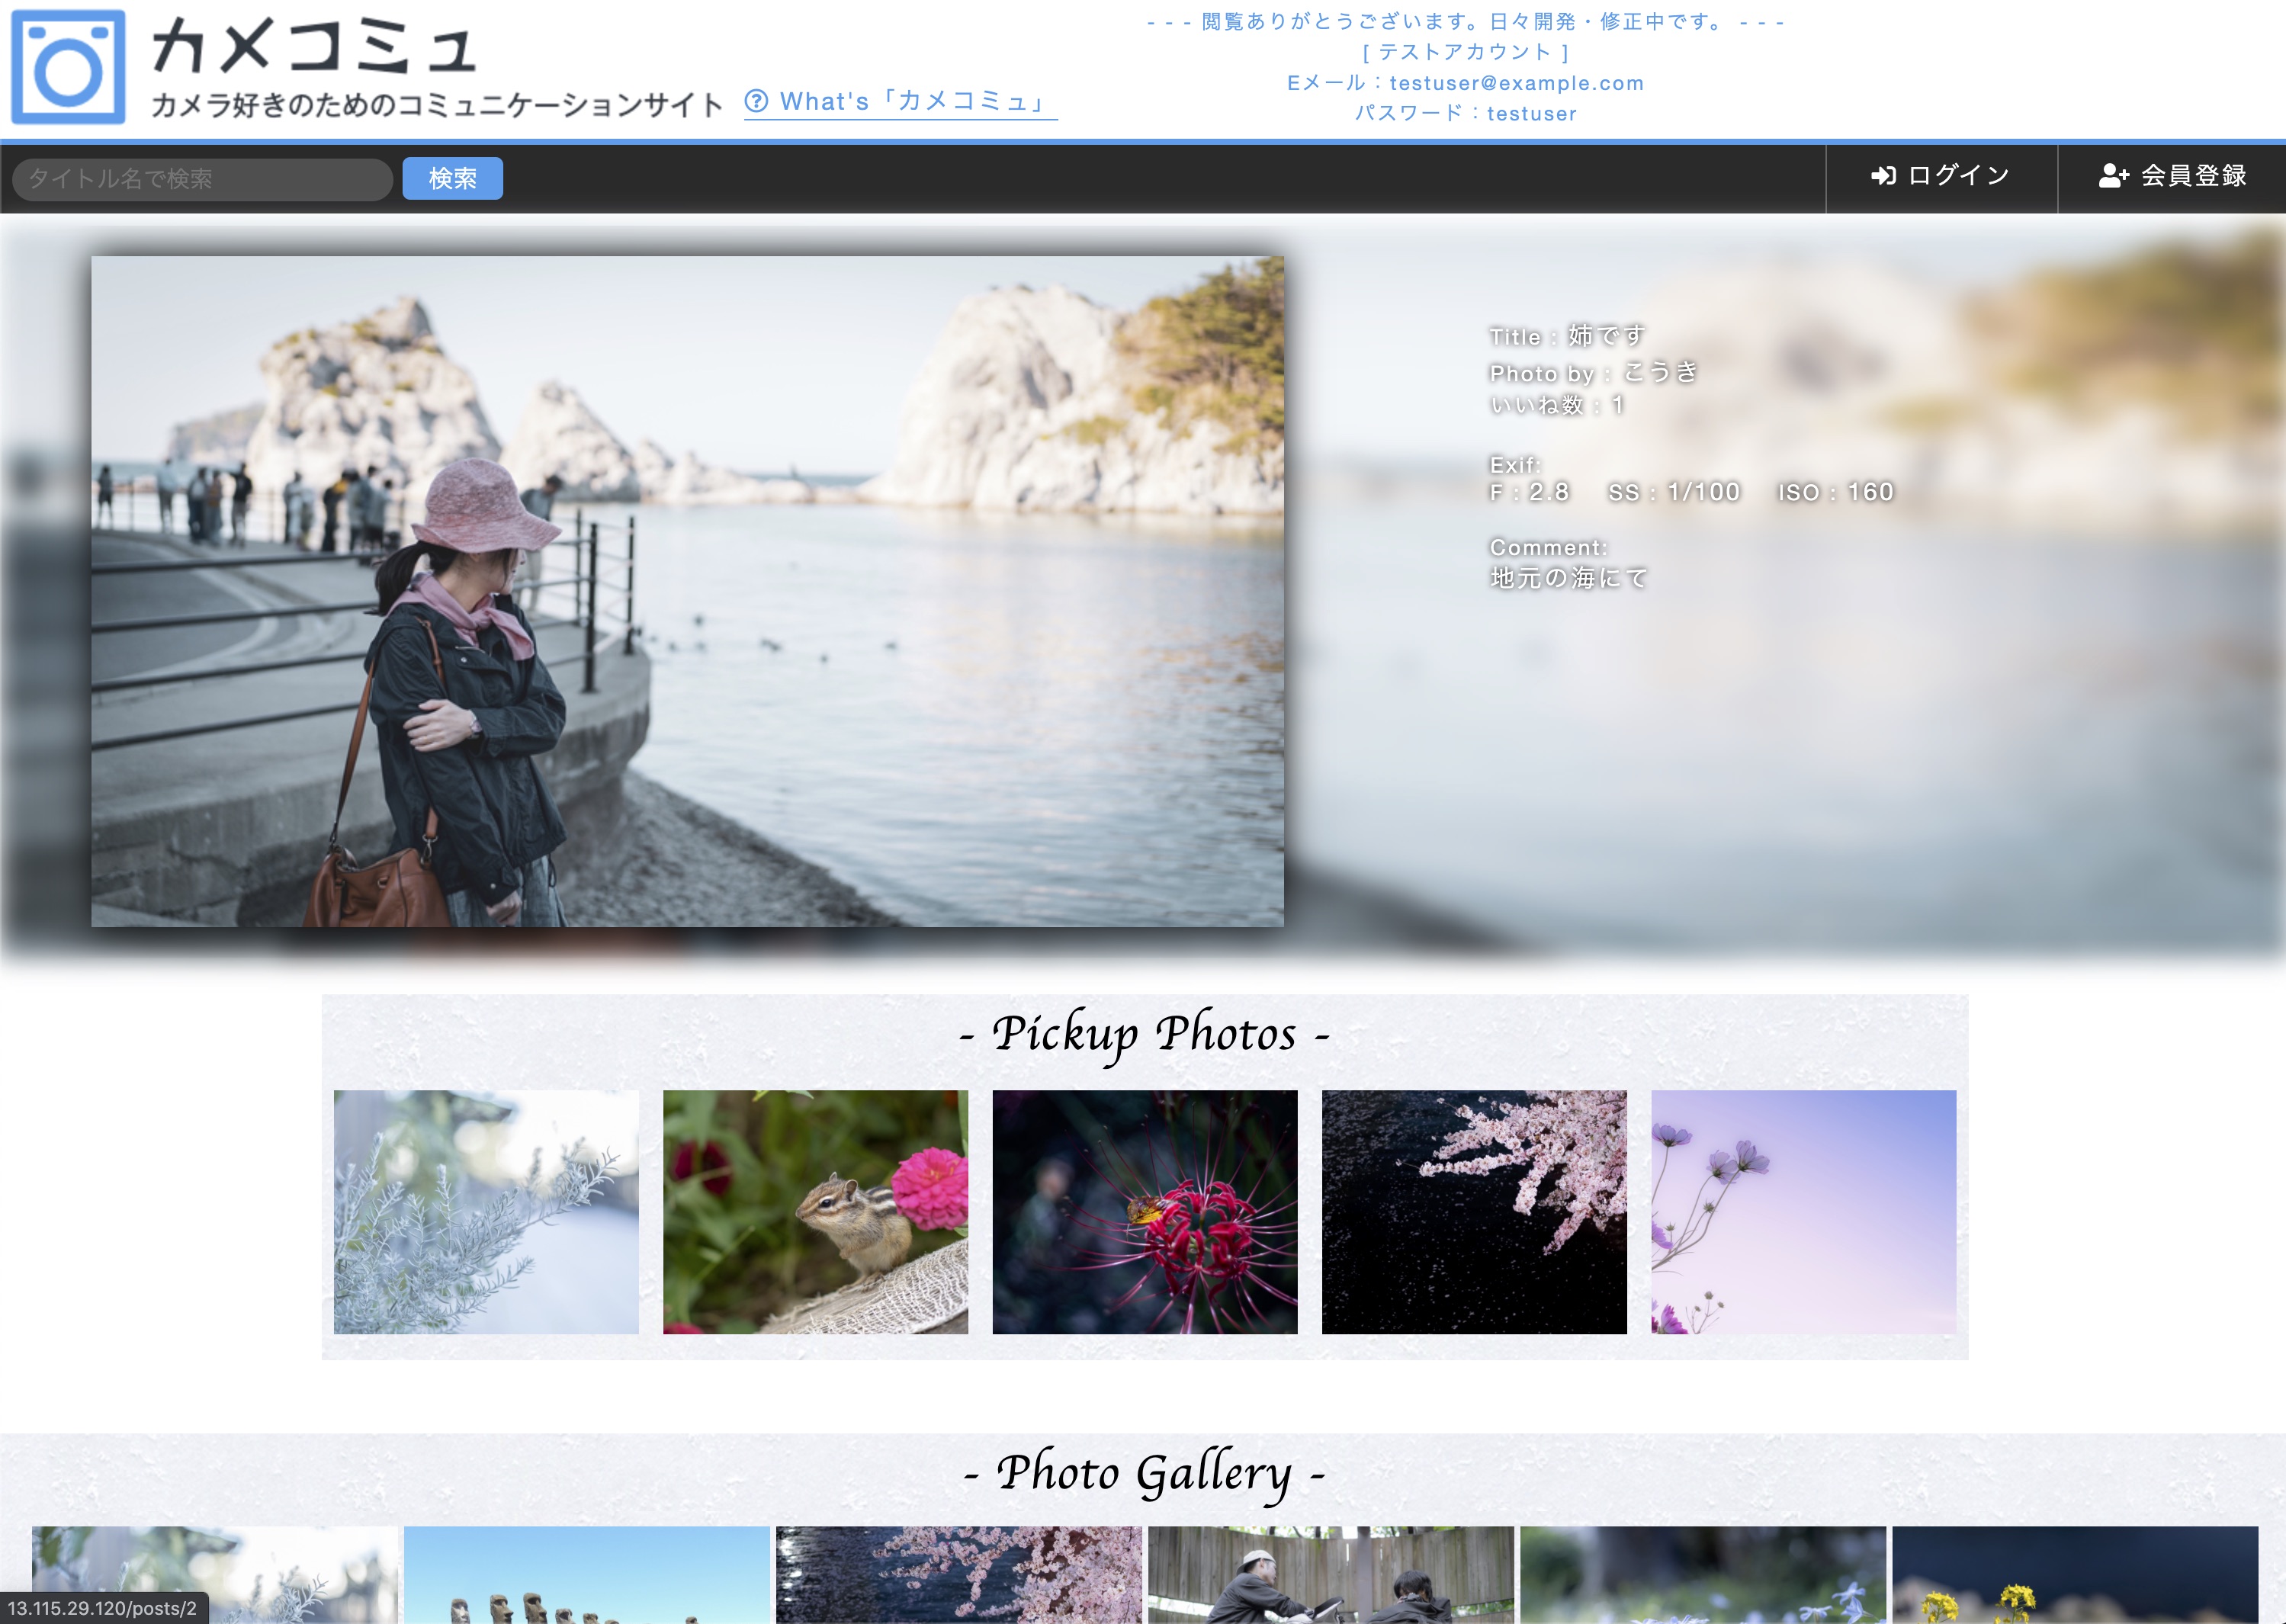 カメコミュ
カメラ好きのためのコミュニケーションサイト
What's「カメコミュ」
- - - 閲覧ありがとうございます。日々開発・修正中です。 - - -
[ テストアカウント ]
Eメール：testuser@example.com
パスワード：testuser
タイトル名で検索
検索
ログイン
会員登録
Title : 姉です
Photo by : こうき
いいね数 : 1
Exif:
F : 2.8 SS : 1/100 ISO : 160
Comment:
地元の海にて
- Pickup Photos -
- Photo Gallery -
13.115.29.120/posts/2